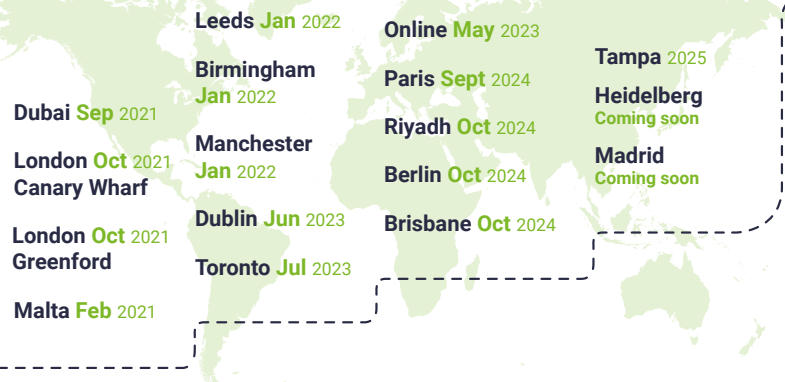 Dubai Sep 2021
London Oct 2021
Canary Wharf
London Oct 2021
Greenford
Malta Feb 2021
Leeds Jan 2022
Birmingham
Jan 2022
Manchester
Jan 2022
Dublin Jun 2023
Toronto Jul 2023
Online May 2023
Paris Sept 2024
Riyadh Oct 2024
Berlin Oct 2024
Brisbane Oct 2024
Tampa 2025
Heidelberg
Coming soon
Madrid
Coming soon